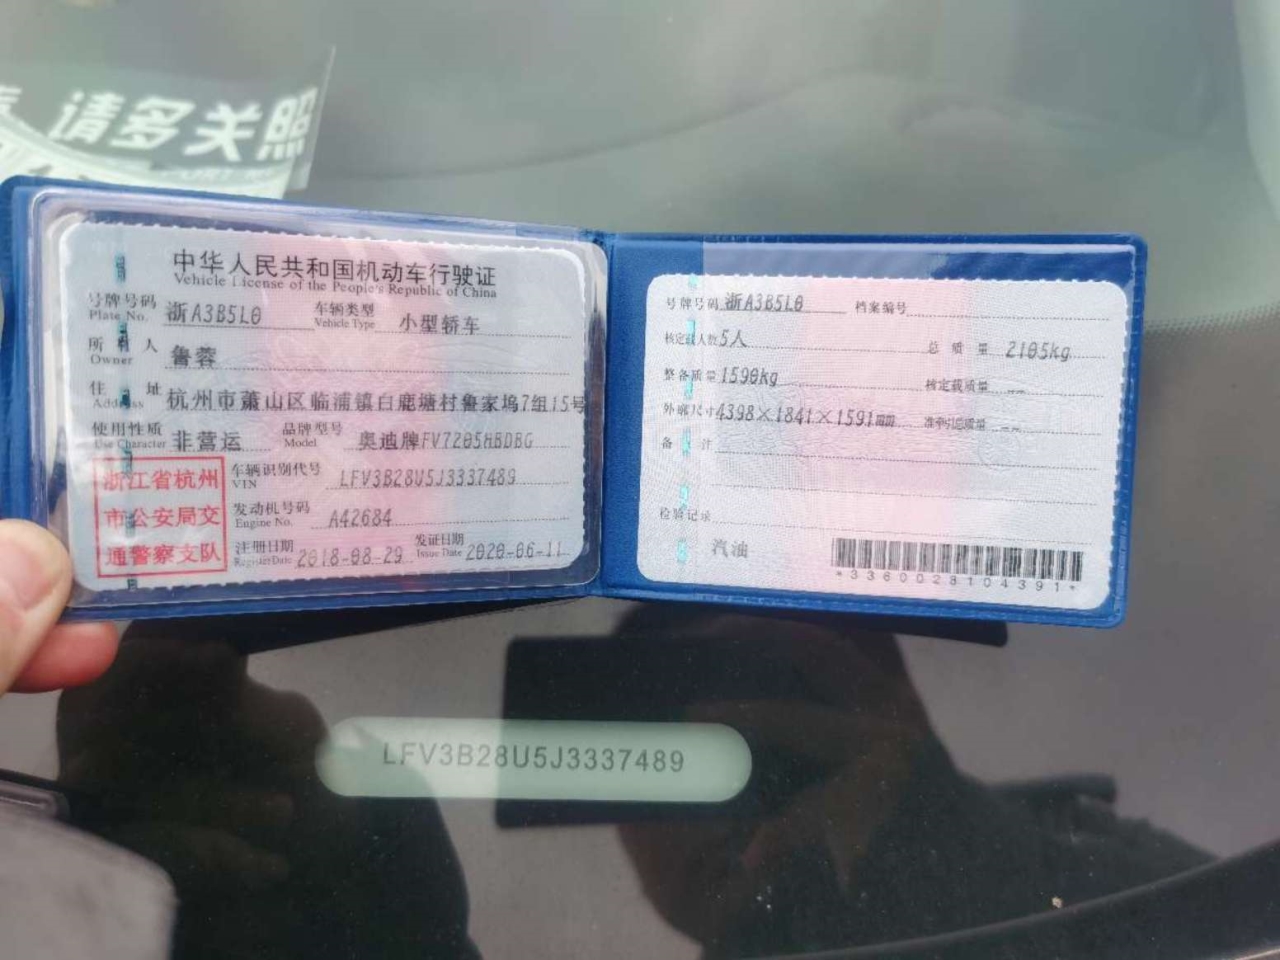 请多关照
中华人民共和国机动车行驶证
Vehicle License of the People's Republic of China
号牌号码 浙A3B5L0 车辆类型 小型轿车
Plate No. Vehicle Type
所有人 鲁蓉
Owner
住址 杭州市萧山区临浦镇白鹿塘村鲁家坞7组15号
Address
使用性质 非营运 品牌型号 奥迪牌FV7205HBDBG
Use Character Model
浙江省杭州
市公安局交
通警察支队
车辆识别代号 LFV3B28U5J3337489
VIN
发动机号码 A42684
Engine No.
注册日期 2018-08-29 发证日期 2020-06-11
Register Date Issue Date
号牌号码 浙A3B5L0 档案编号
核定载人数 5人 总质量 2105kg
整备质量 1590kg 核定载质量 --
外廓尺寸 4398×1841×1591mm 准牵引总质量 --
备注
检验记录
汽油
*3360028104391*
LFV3B28U5J3337489